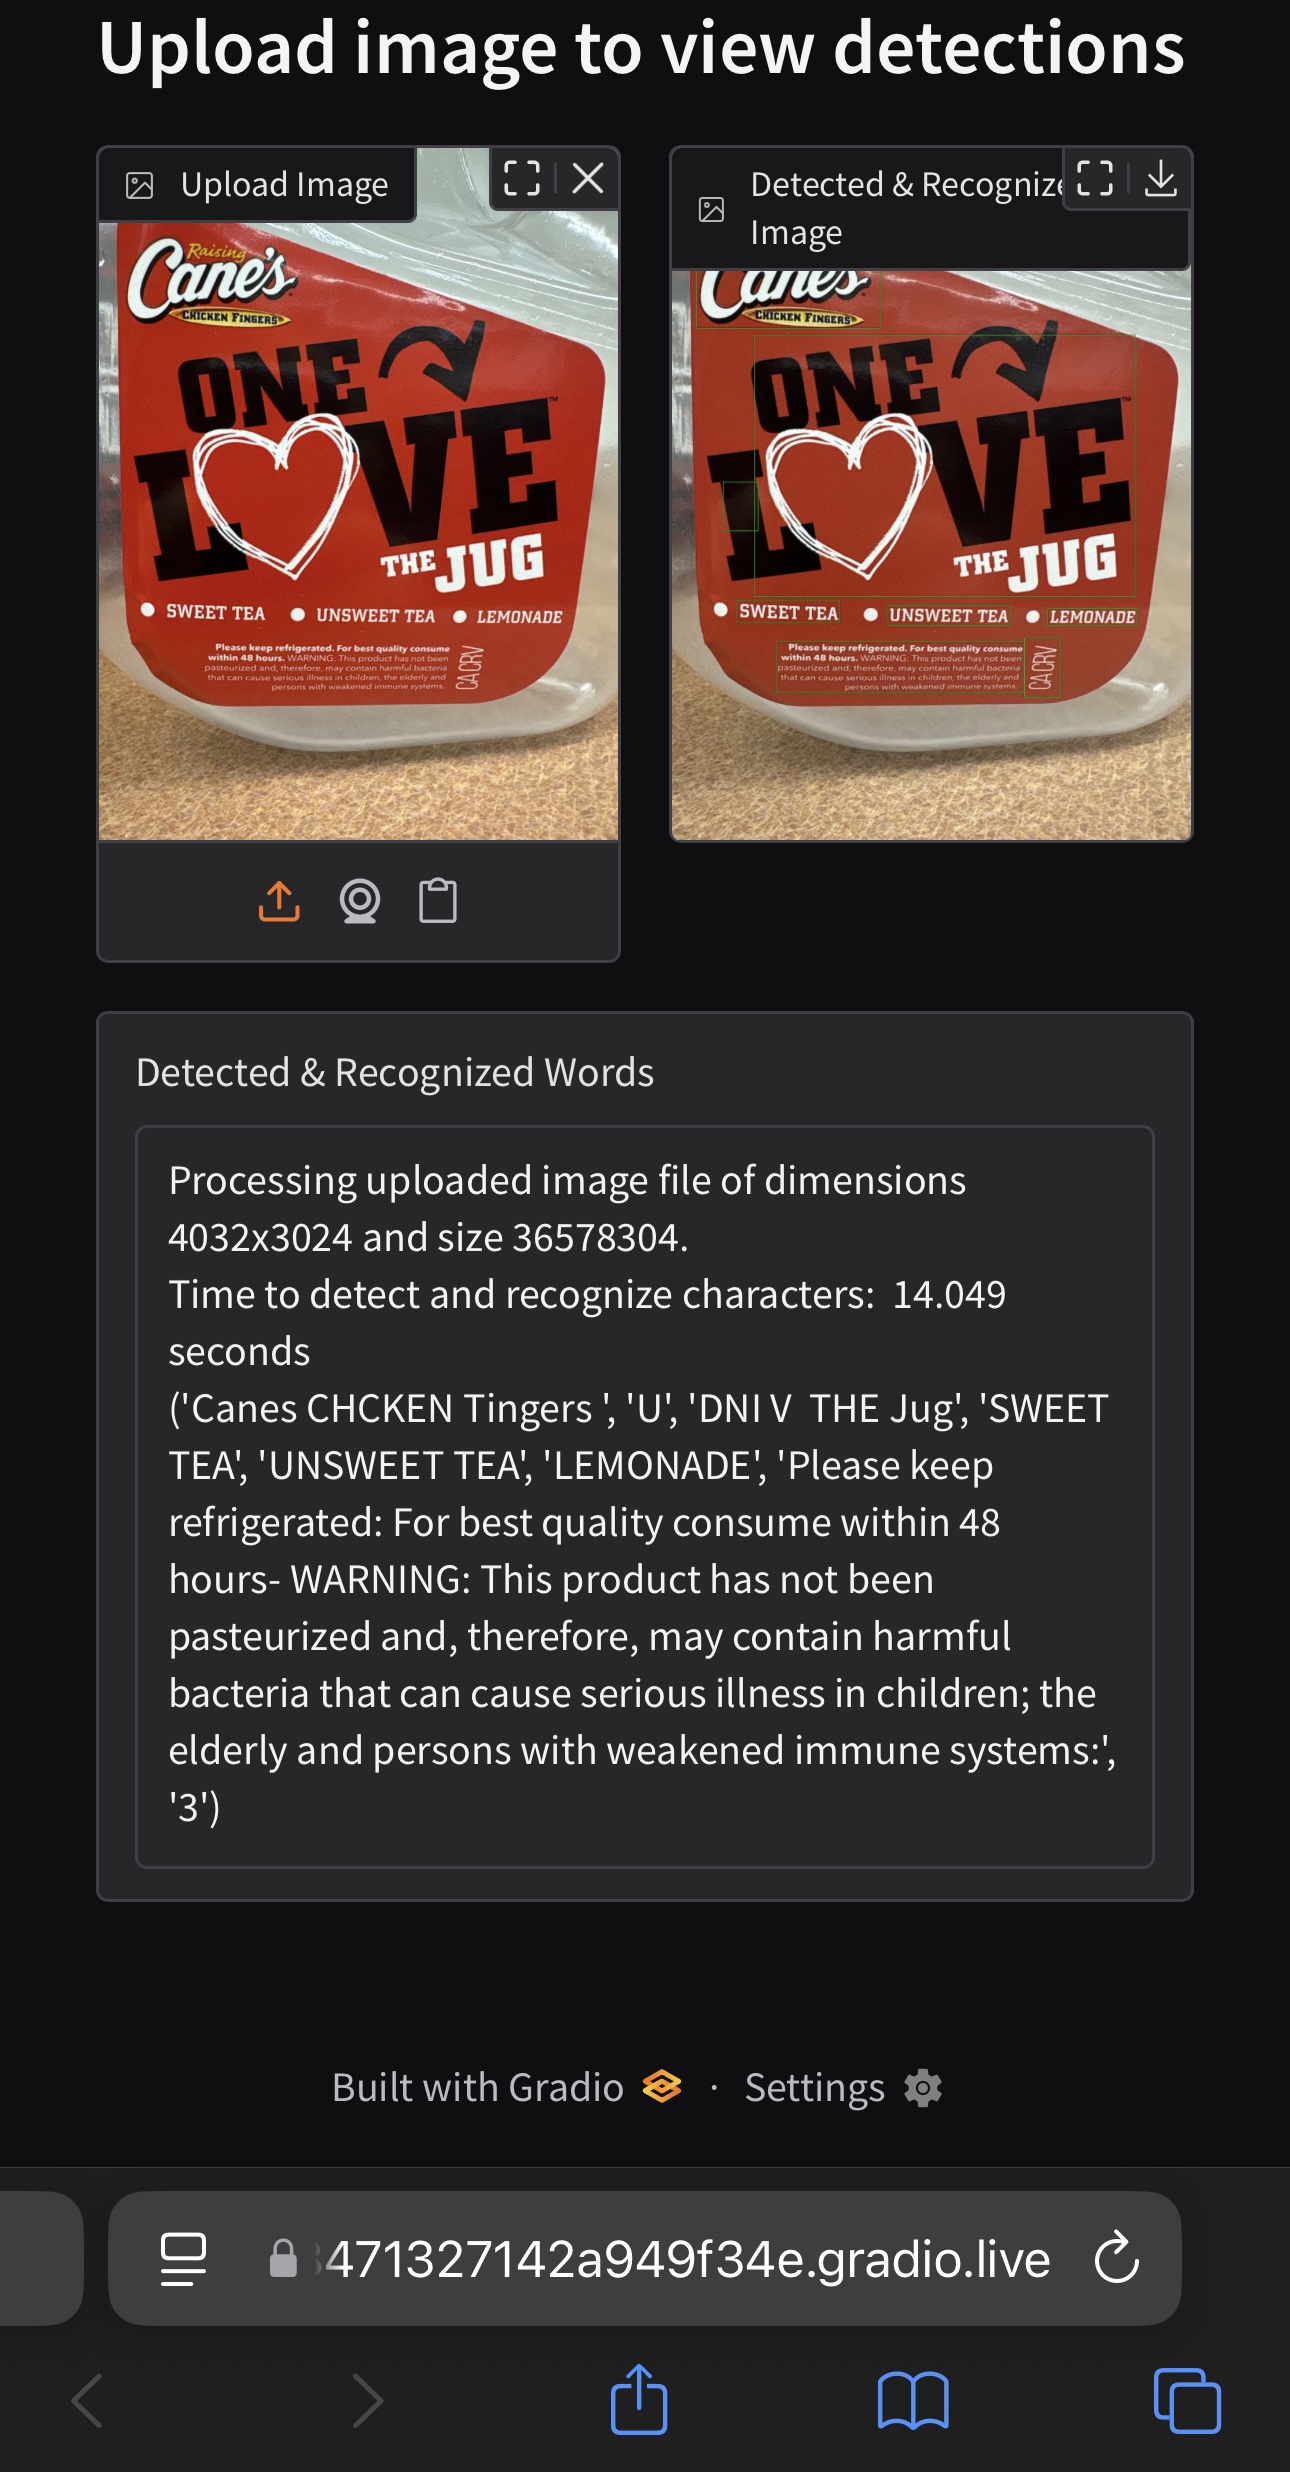 Upload image to view detections
Upload Image
Detected & Recognize
Image
Raising
Cane's
CHICKEN FINGERS
ONE
LOVE™
THE JUG
SWEET TEA UNSWEET TEA LEMONADE
Please keep refrigerated. For best quality consume
within 48 hours. WARNING: This product has not been
pasteurized and, therefore, may contain harmful bacteria
that can cause serious illness in children, the elderly and
persons with weakened immune systems.
CA CRV
Cane's
CHICKEN FINGERS
ONE
LOVE™
THE JUG
SWEET TEA UNSWEET TEA LEMONADE
Please keep refrigerated. For best quality consume
within 48 hours. WARNING: This product has not been
pasteurized and, therefore, may contain harmful bacteria
that can cause serious illness in children, the elderly and
persons with weakened immune systems.
CA CRV
Detected & Recognized Words
Processing uploaded image file of dimensions
4032x3024 and size 36578304.
Time to detect and recognize characters:  14.049
seconds
('Canes CHCKEN Tingers ', 'U', 'DNI V  THE Jug', 'SWEET
TEA', 'UNSWEET TEA', 'LEMONADE', 'Please keep
refrigerated: For best quality consume within 48
hours- WARNING: This product has not been
pasteurized and, therefore, may contain harmful
bacteria that can cause serious illness in children; the
elderly and persons with weakened immune systems:',
'3')
Built with Gradio · Settings
471327142a949f34e.gradio.live